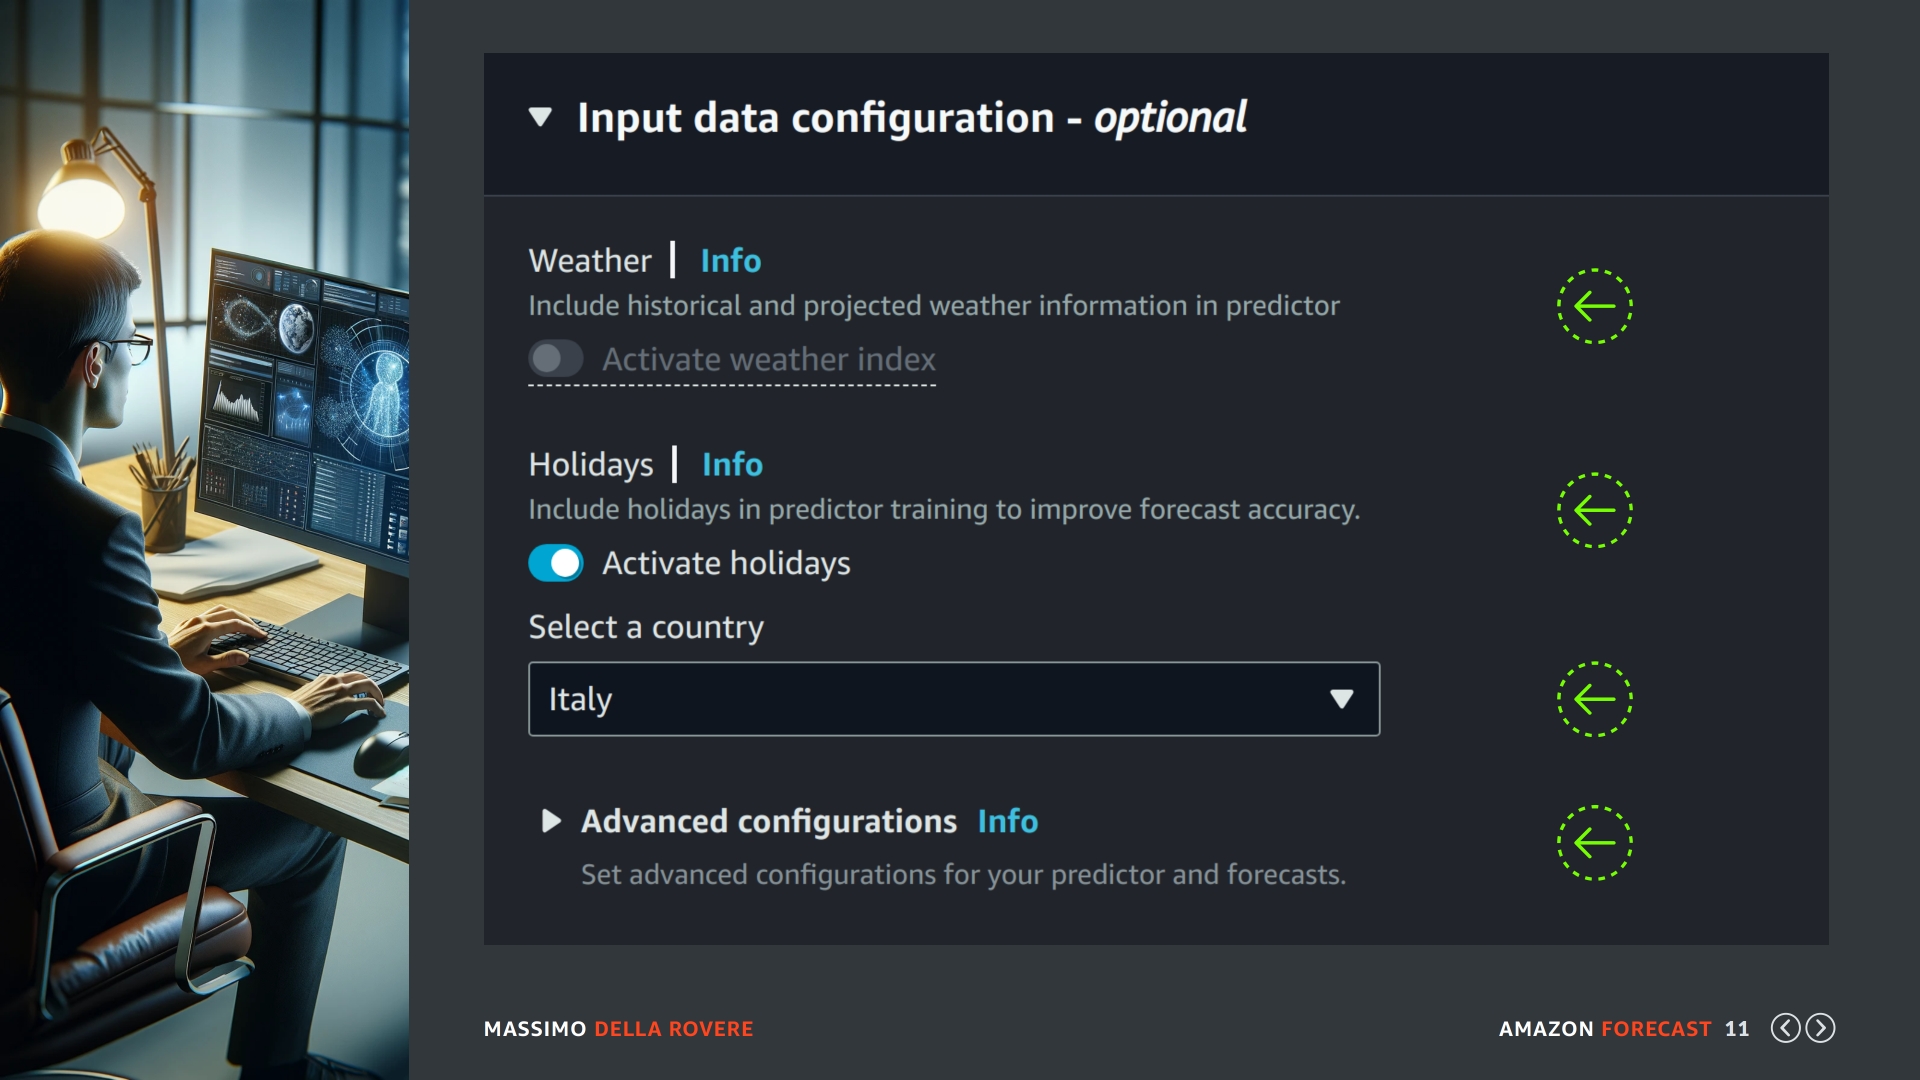 Input data configuration - optional
Weather | Info
Include historical and projected weather information in predictor
Activate weather index
Holidays | Info
Include holidays in predictor training to improve forecast accuracy.
Activate holidays
Select a country
Italy
Advanced configurations Info
Set advanced configurations for your predictor and forecasts.
MASSIMO DELLA ROVERE
AMAZON FORECAST 11